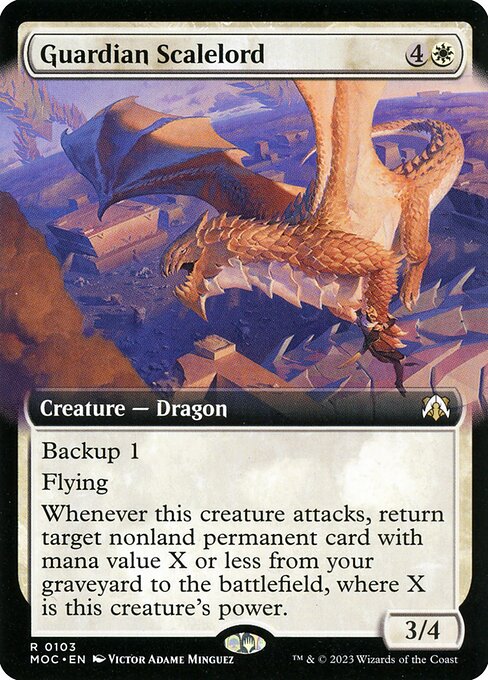 Guardian Scalelord 4
Creature — Dragon
Backup 1
Flying
Whenever this creature attacks, return
target nonland permanent card with
mana value X or less from your
graveyard to the battlefield, where X
is this creature's power.
3/4
R 0103
MOC • EN Victor Adame Minguez
™ & © 2023 Wizards of the Coast